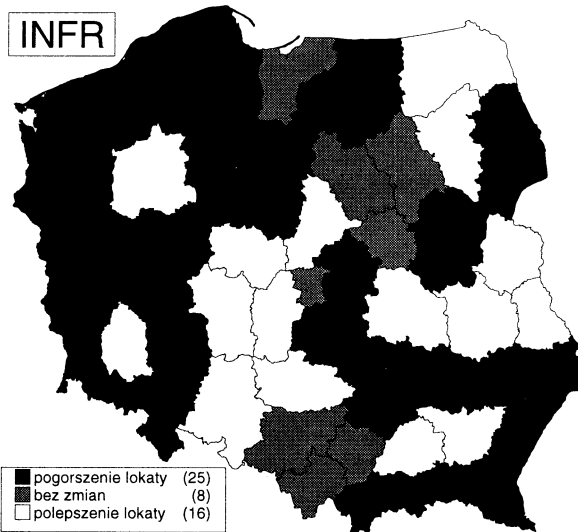 INFR
pogorszenie lokaty (25)
bez zmian (8)
polepszenie lokaty (16)